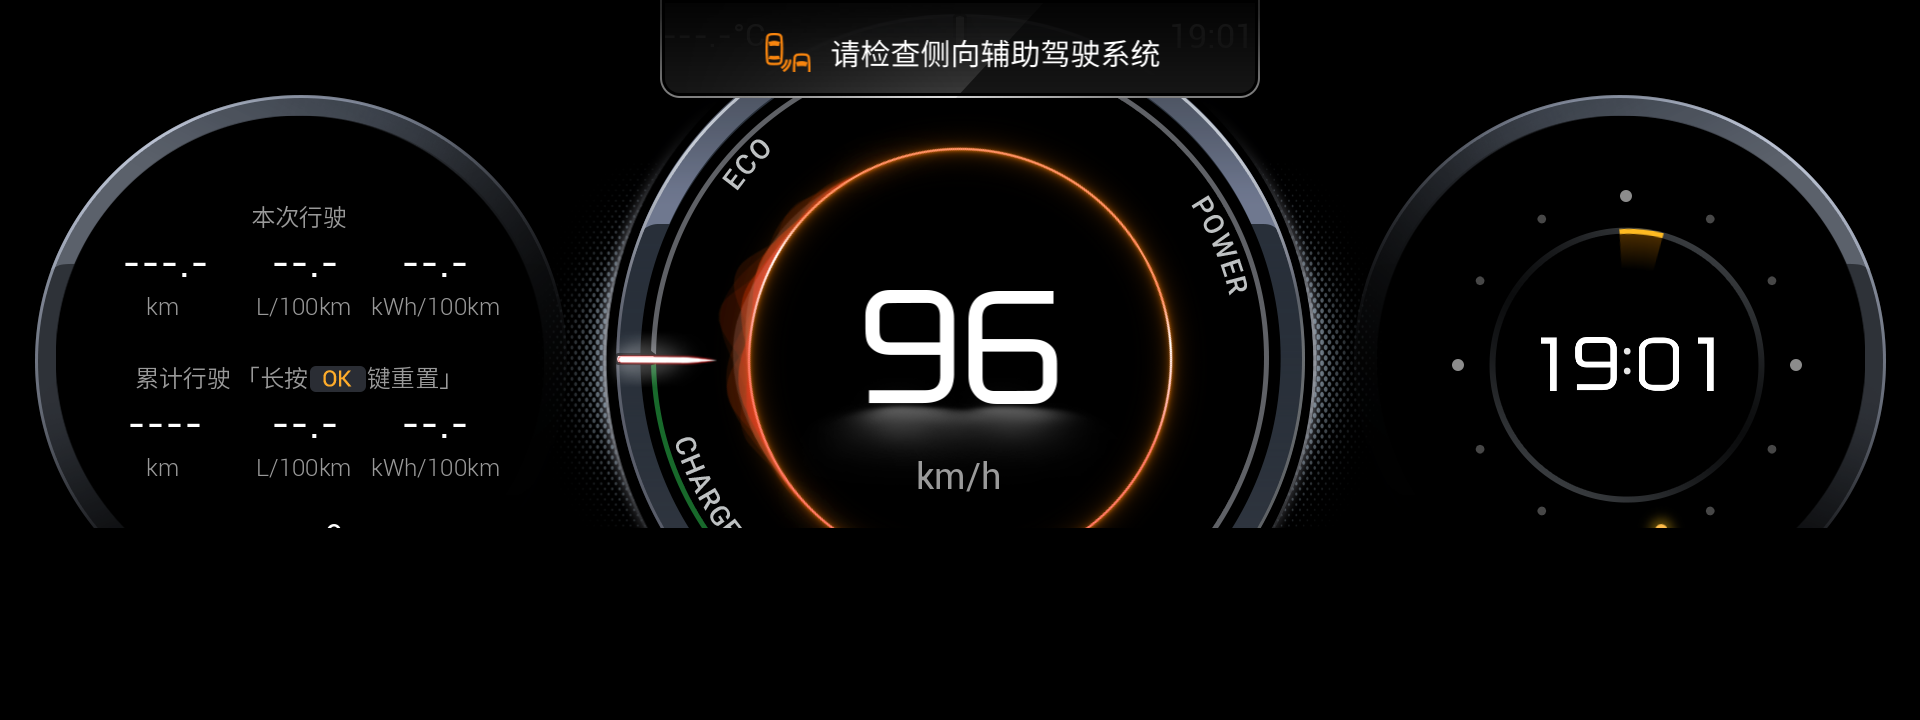 ---.-°C
19:01
请检查侧向辅助驾驶系统
ECO
POWER
CHARGE
本次行驶
---.- --.- --.-
km L/100km kWh/100km
累计行驶 「长按 OK 键重置」
---- --.- --.-
km L/100km kWh/100km
96
km/h
19:01